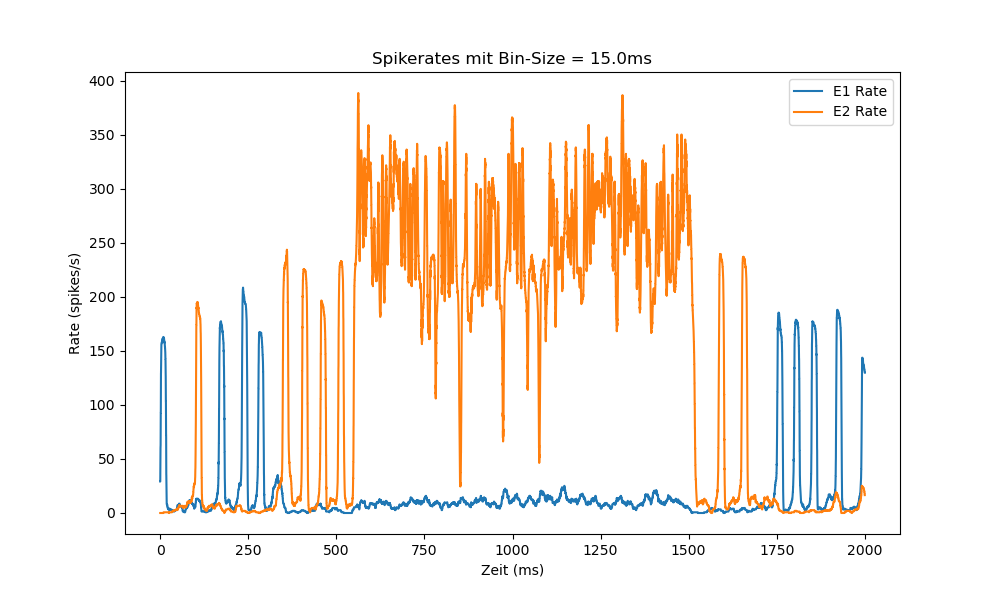 Spikerates mit Bin-Size = 15.0ms
E1 Rate
E2 Rate
400
350
300
250
200
150
100
50
0
Rate (spikes/s)
0 250 500 750 1000 1250 1500 1750 2000
Zeit (ms)